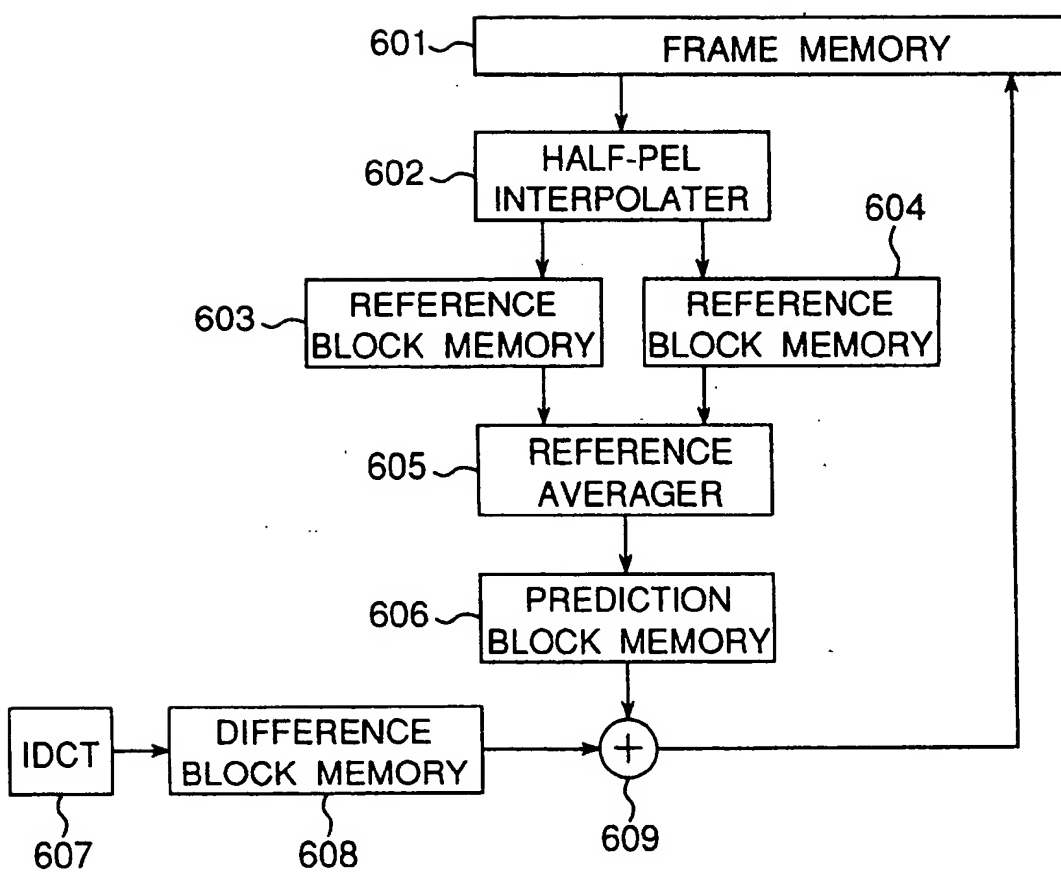 601
FRAME MEMORY
602
HALF-PEL
INTERPOLATER
604
603
REFERENCE
BLOCK MEMORY
REFERENCE
BLOCK MEMORY
605
REFERENCE
AVERAGER
606
PREDICTION
BLOCK MEMORY
IDCT
DIFFERENCE
BLOCK MEMORY
+
607
608
609